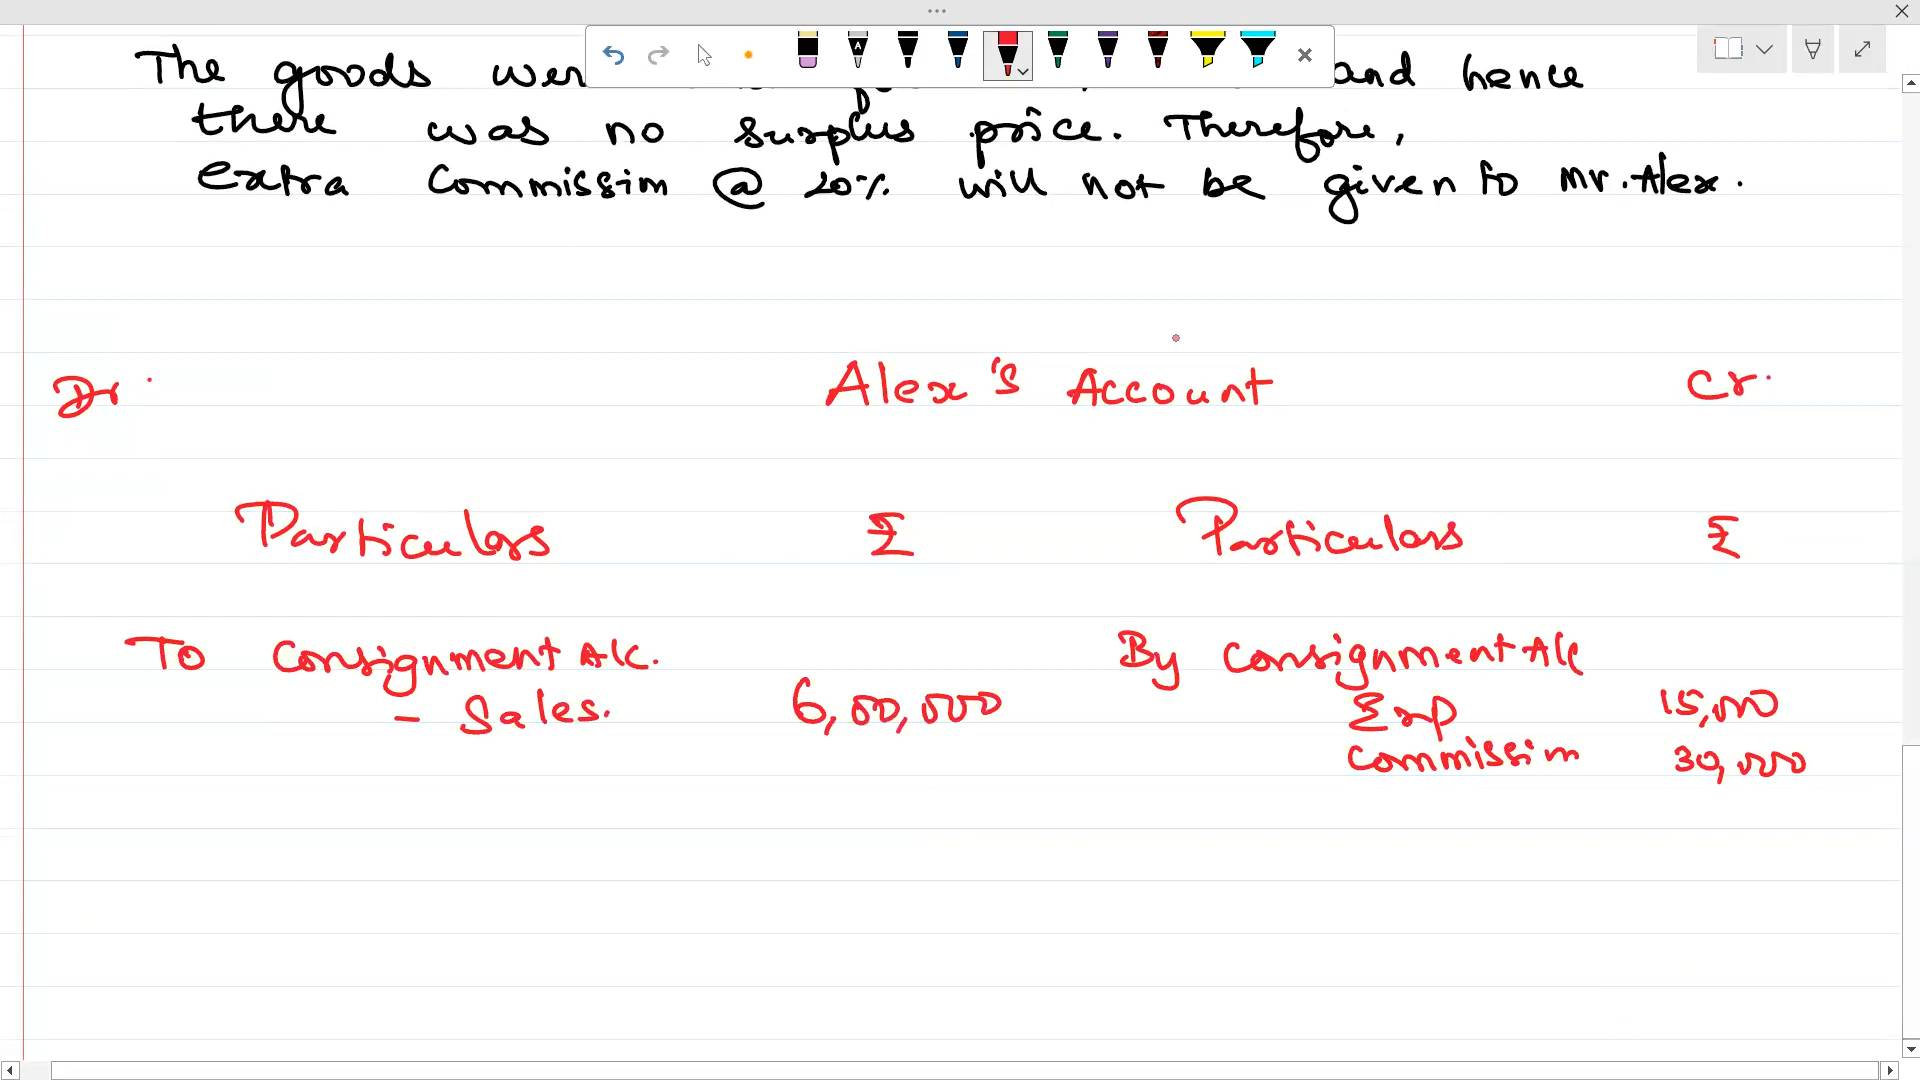 The goods and hence
there was no surplus price. Therefore,
extra commission @ 20% will not be given to Mr. Alex.
Dr. Alex's Account Cr.
Particulars ₹ Particulars ₹
To Consignment A/c. By Consignment A/c
- Sales. 6,00,000 Exp 15,000
Commission 30,000